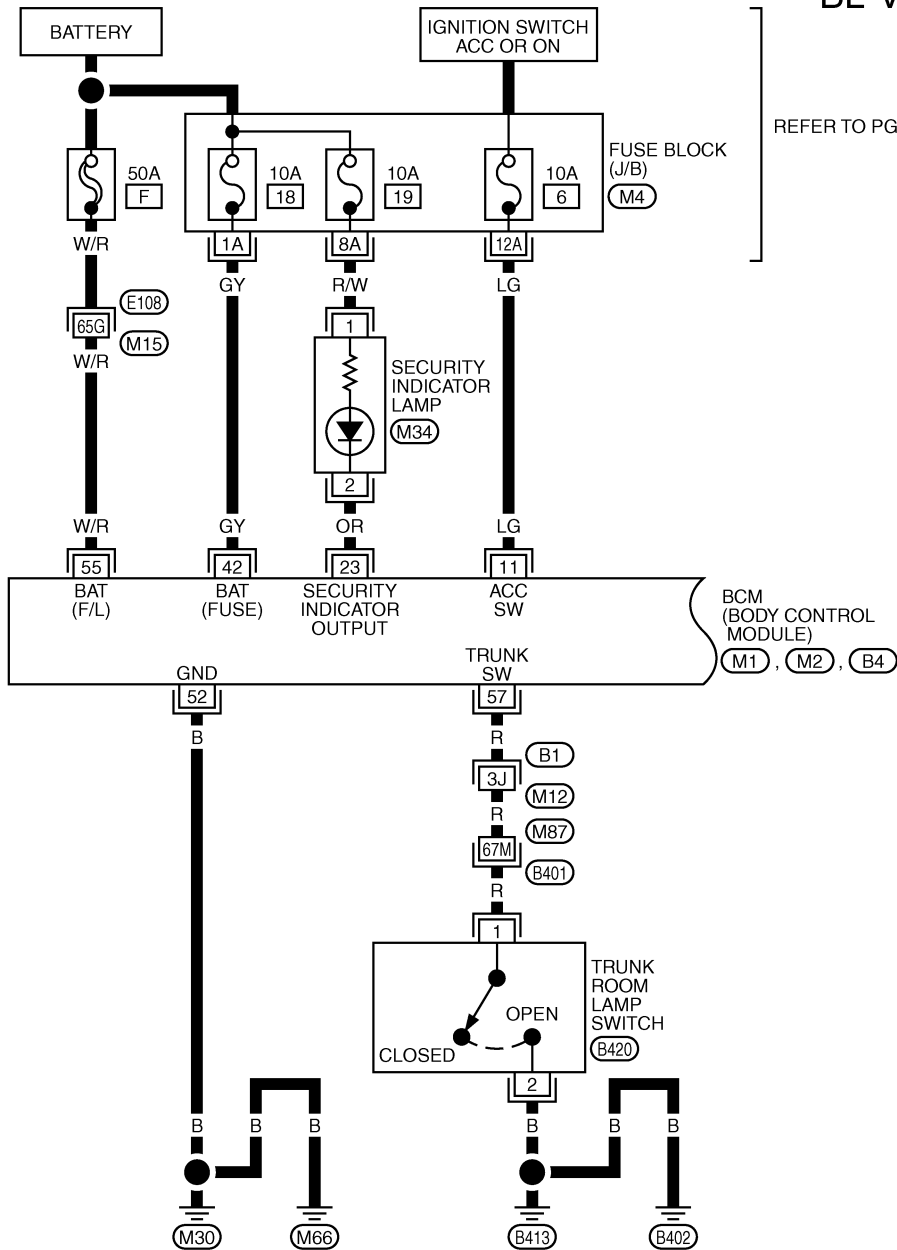 BATTERY
IGNITION SWITCH
ACC OR ON
REFER TO PG
50A
F
10A
18
10A
19
10A
6
FUSE BLOCK
(J/B)
M4
W/R
1A
8A
12A
GY
R/W
LG
E108
65G
M15
W/R
1
SECURITY
INDICATOR
LAMP
M34
2
W/R
GY
OR
LG
55
42
23
11
BAT
(F/L)
BAT
(FUSE)
SECURITY
INDICATOR
OUTPUT
ACC
SW
BCM
(BODY CONTROL
MODULE)
M1 , M2 , B4
GND
TRUNK
SW
52
57
B
R
B1
3J
M12
R
M87
67M
B401
R
1
TRUNK
ROOM
LAMP
SWITCH
OPEN
CLOSED
B420
2
B
B
B
B
B
B
M30
M66
B413
B402